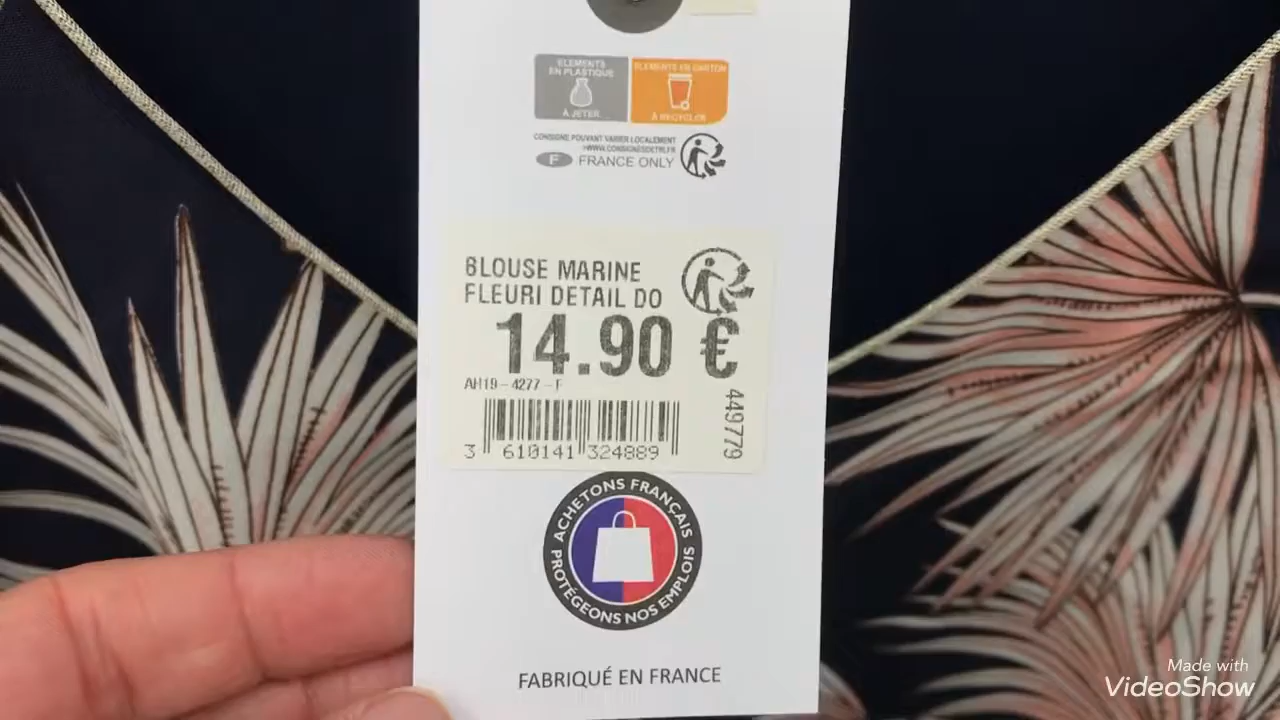 ELEMENTS
EN PLASTIQUE
À JETER
ELEMENTS EN CARTON
À RECYCLER
CONSIGNE POUVANT VARIER LOCALEMENT
>WWW.CONSIGNESDETRI.FR
F FRANCE ONLY
BLOUSE MARINE
FLEURI DETAIL DO
14.90 €
AH19-4277-F
449779
3 610141 324889
ACHETONS FRANÇAIS
PROTÉGEONS NOS EMPLOIS
FABRIQUÉ EN FRANCE
Made with
VideoShow